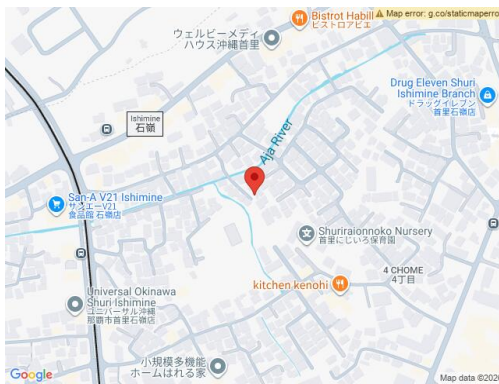 ⚠ Map error: g.co/staticmaperro
Bistrot Habill
ビストロアビエ
ウェルビーメディ
ハウス沖縄首里
Drug Eleven Shuri
Ishimine Branch
ドラッグイレブン
首里石嶺店
Ishimine
石嶺
Aja River
San-A V21 Ishimine
サンエーV21
食品館 石嶺店
Shuriraionnoko Nursery
首里にじいろ保育園
4 CHOME
4丁目
kitchen kenohi
Universal Okinawa
Shuri Ishimine
ユニバーサル沖縄
那覇市首里石嶺店
小規模多機能
ホームはれる家
Google
Map data ©2026